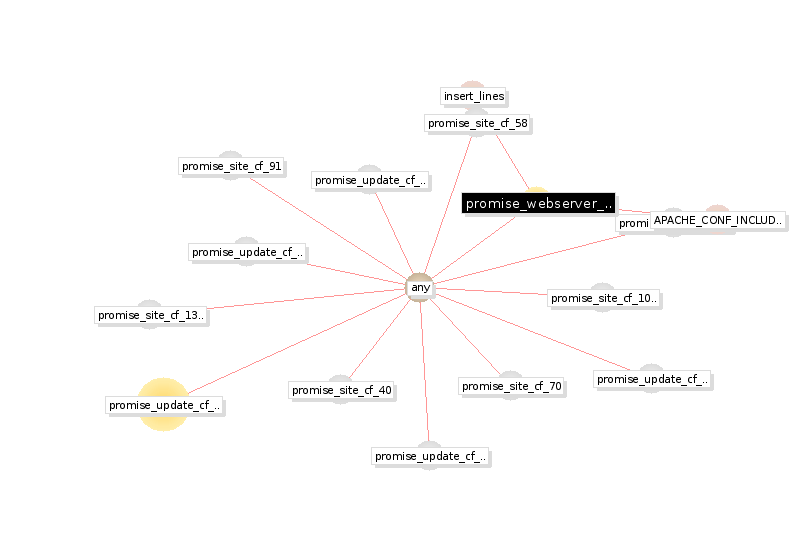 insert_lines
promise_site_cf_58
promise_site_cf_91
promise_update_cf_..
promise_webserver_..
promi
APACHE_CONF_INCLUD..
promise_update_cf_..
any
promise_site_cf_10..
promise_site_cf_13..
promise_update_cf_..
promise_site_cf_70
promise_site_cf_40
promise_update_cf_..
promise_update_cf_..